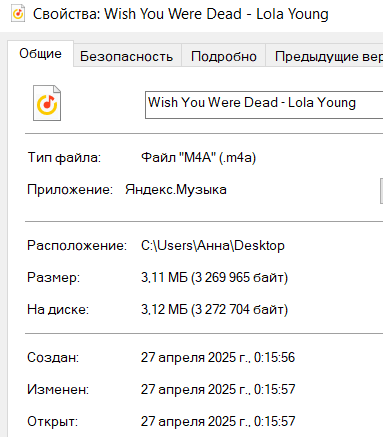 Свойства: Wish You Were Dead - Lola Young
Общие Безопасность Подробно Предыдущие вер
Wish You Were Dead - Lola Young
Тип файла: Файл "M4A" (.m4a)
Приложение: Яндекс.Музыка
Расположение: C:\Users\Анна\Desktop
Размер: 3,11 МБ (3 269 965 байт)
На диске: 3,12 МБ (3 272 704 байт)
Создан: 27 апреля 2025 г., 0:15:56
Изменен: 27 апреля 2025 г., 0:15:57
Открыт: 27 апреля 2025 г., 0:15:57